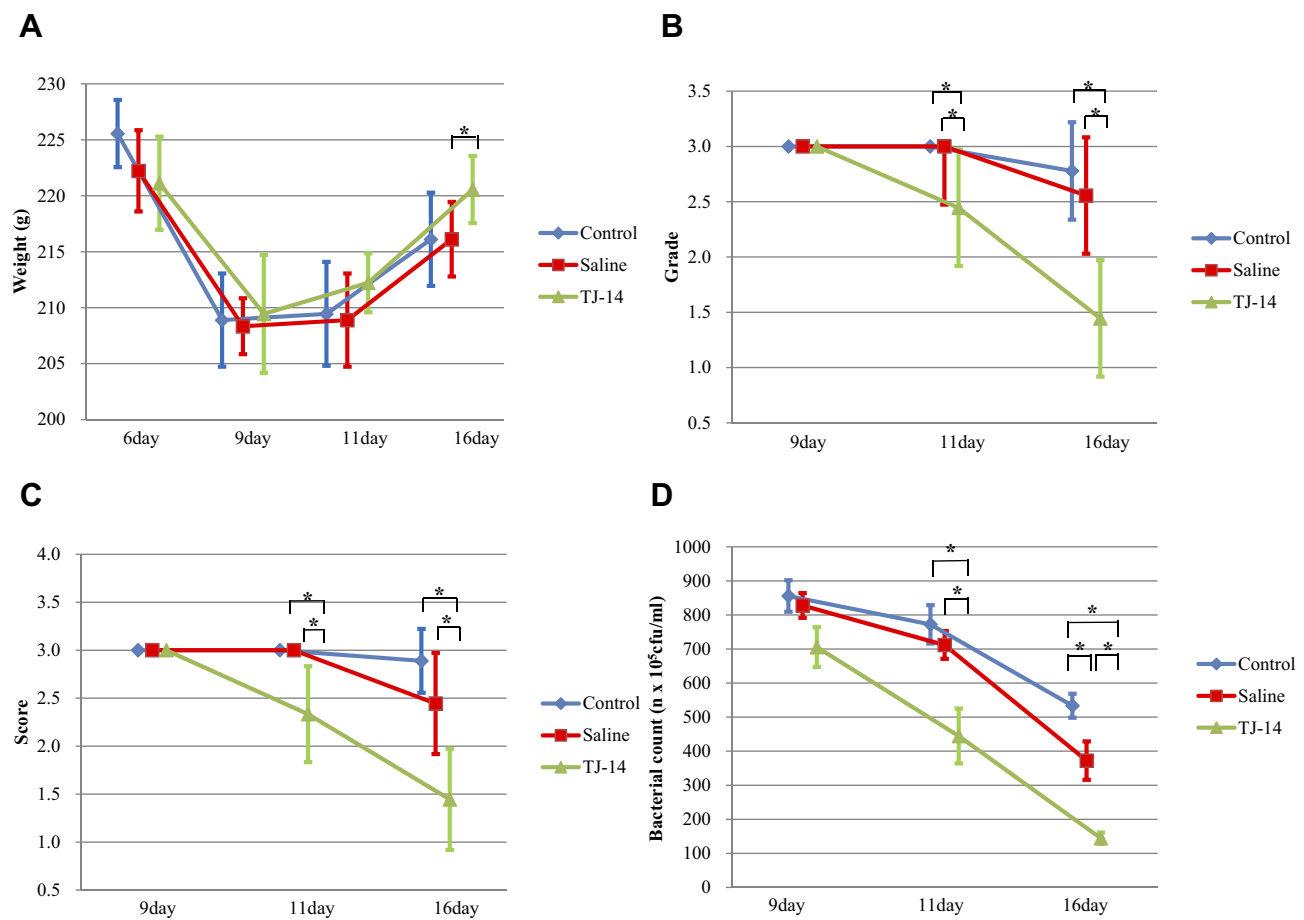 A
230
225
220
215
210
205
200
Weight (g)
6day 9day 11day 16day
*
Control
Saline
TJ-14
B
3.5
3.0
2.5
2.0
1.5
1.0
0.5
Grade
9day 11day 16day
* *
* *
Control
Saline
TJ-14
C
4.0
3.5
3.0
2.5
2.0
1.5
1.0
0.5
Score
9day 11day 16day
* *
* *
Control
Saline
TJ-14
D
1000
900
800
700
600
500
400
300
200
100
0
Bacterial count (n x 10⁵cfu/ml)
9day 11day 16day
*
*
*
* *
Control
Saline
TJ-14